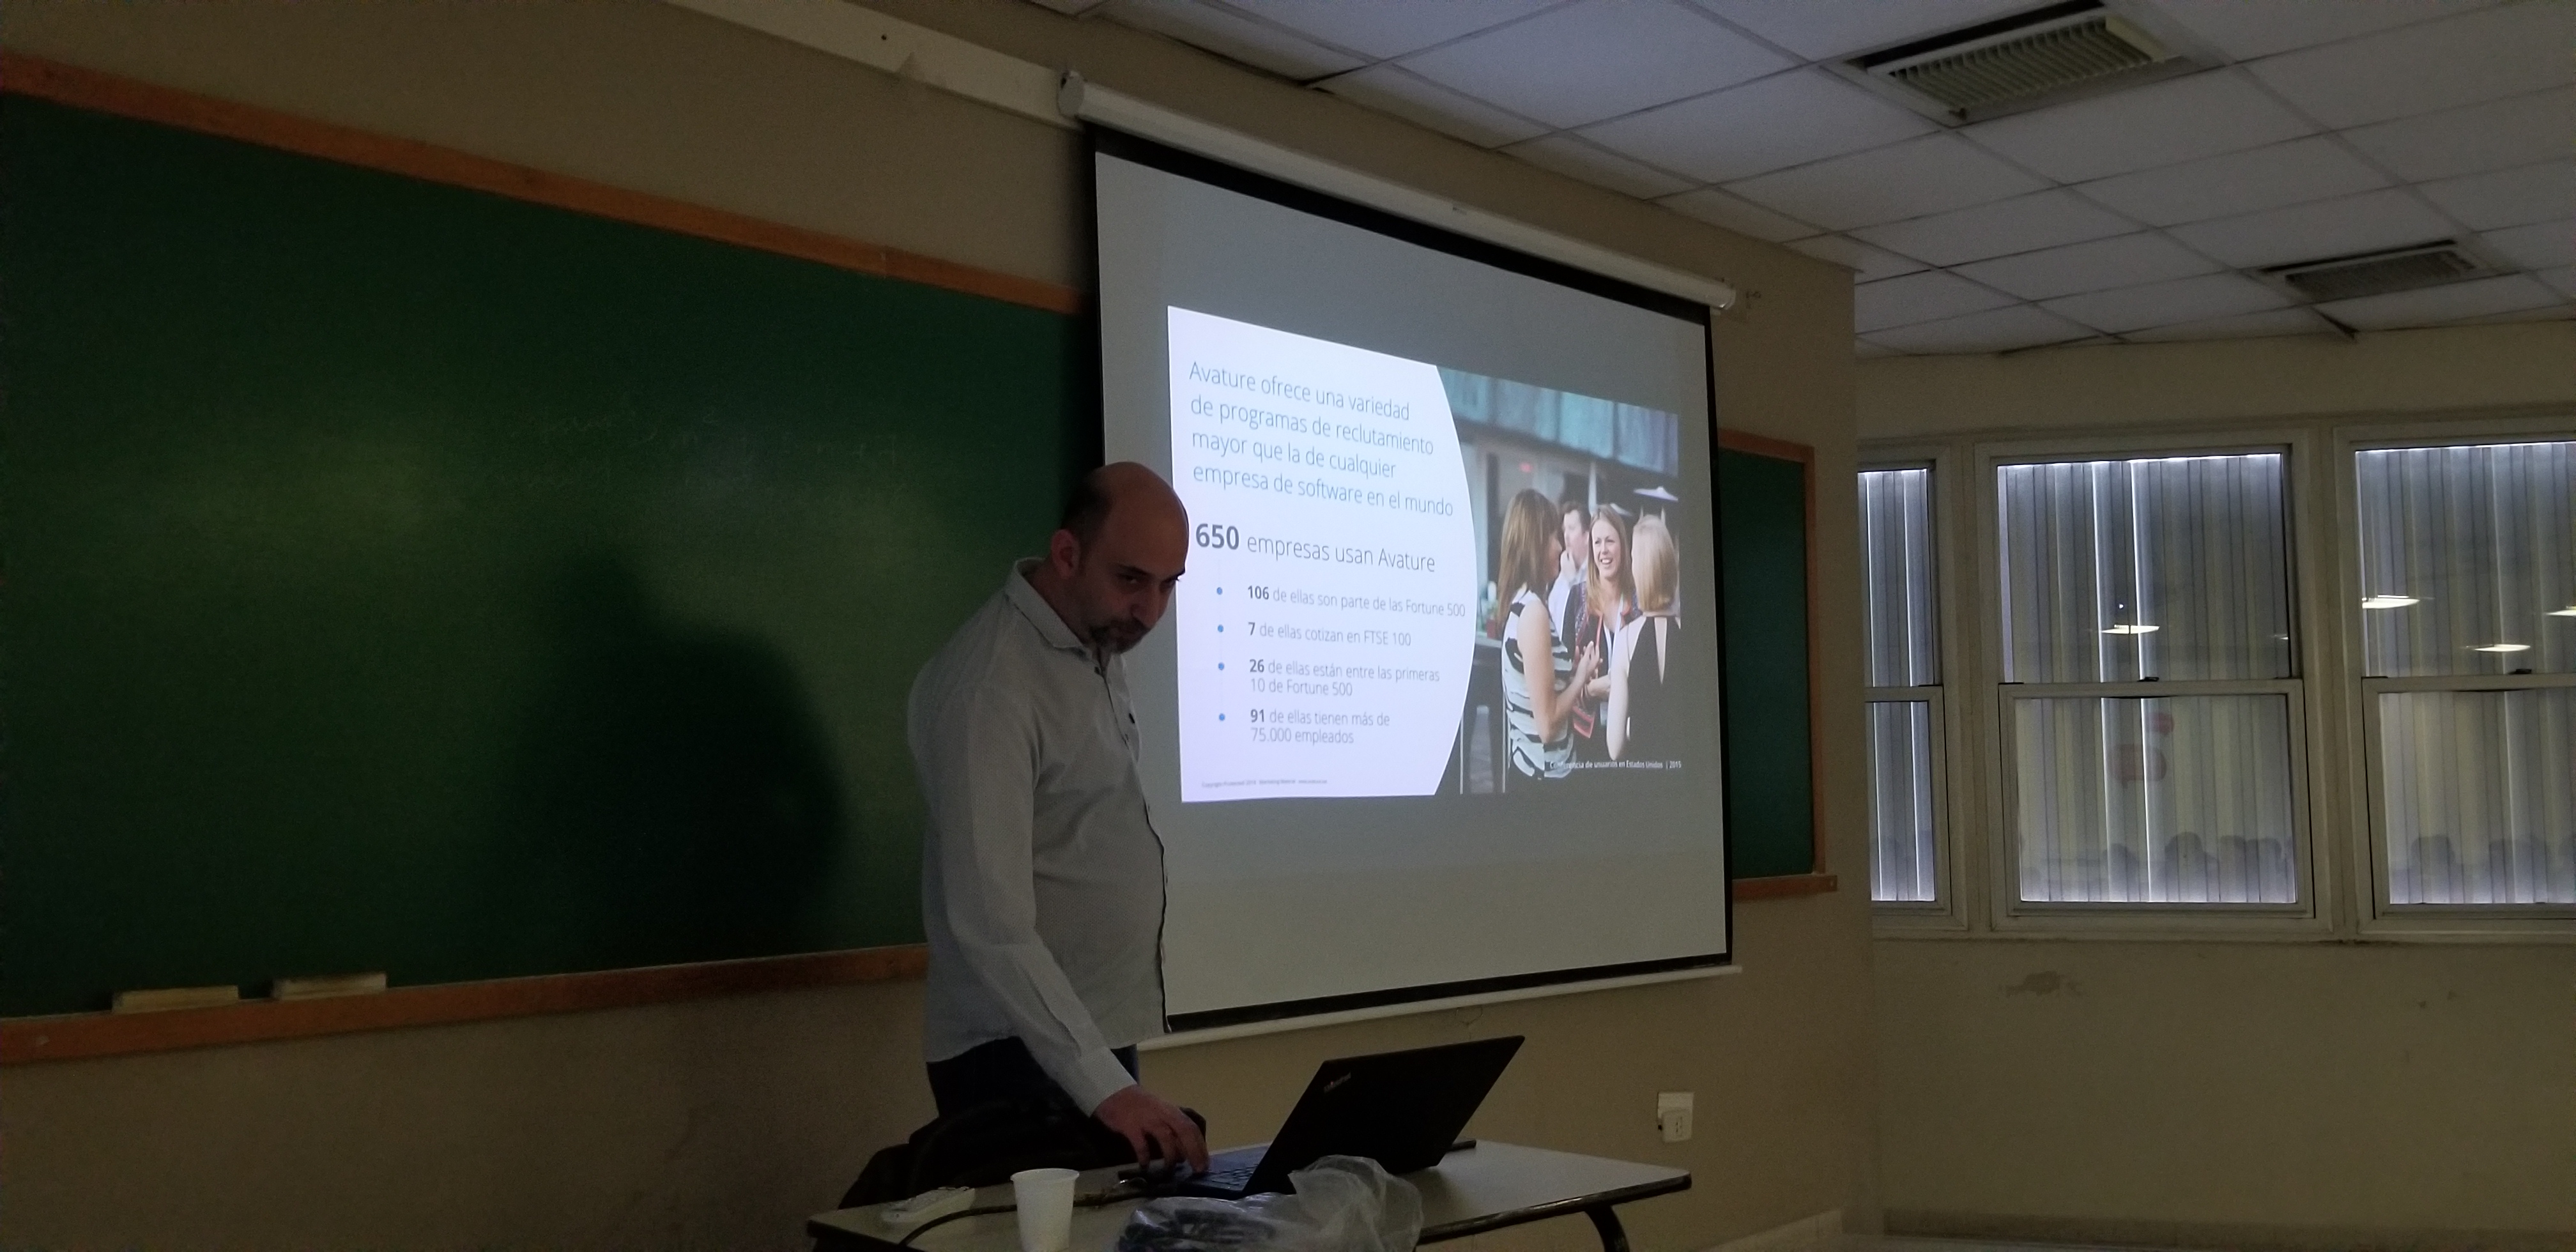 Avature ofrece una variedad
de programas de reclutamiento
mayor que la de cualquier
empresa de software en el mundo
650 empresas usan Avature
106 de ellas son parte de las Fortune 500
7 de ellas cotizan en FTSE 100
26 de ellas están entre las primeras
10 de Fortune 500
91 de ellas tienen más de
75.000 empleados
de usuarios en Estados Unidos | 2015
ThinkPad